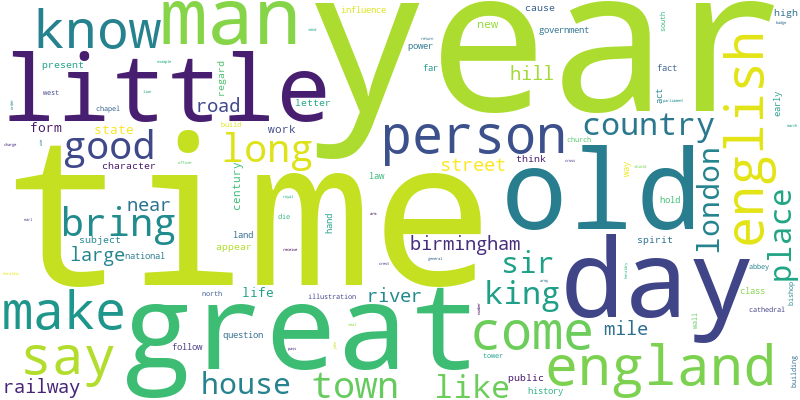 year
man
know
little
influence
cause
new
high
government
power
south
present
far
hill
fact
english
regard
road
letter
west
chapel
form
state
work
person
country
act
early
good
long
street
church
character
think
century
law
way
time
old
london
near
hold
bring
hand
die
land
subject
large
national
appear
birmingham
spirit
place
sir
day
abbey
class
bishop
king
life
north
illustration
river
make
great
come
mile
cathedral
wall
question
follow
say
england
tower
public
history
building
railway
house
town
like